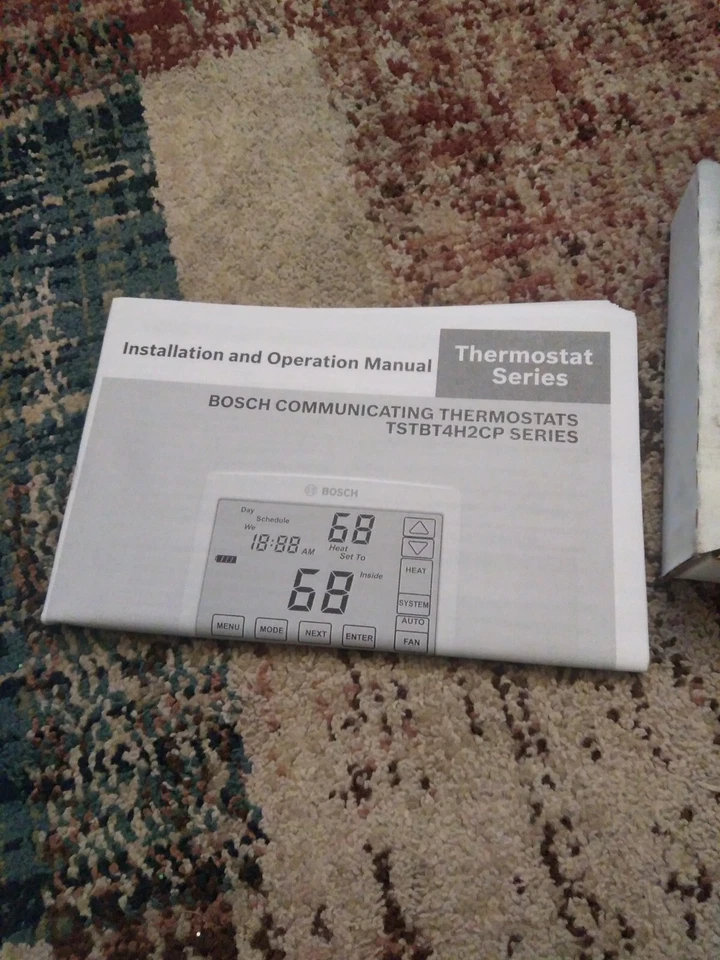 Installation and Operation Manual
Thermostat
Series
BOSCH COMMUNICATING THERMOSTATS
TSTBT4H2CP SERIES
BOSCH
Day
Schedule
We
18:88 AM
68
Heat
Set To
68
Inside
HEAT
SYSTEM
AUTO
FAN
MENU
MODE
NEXT
ENTER